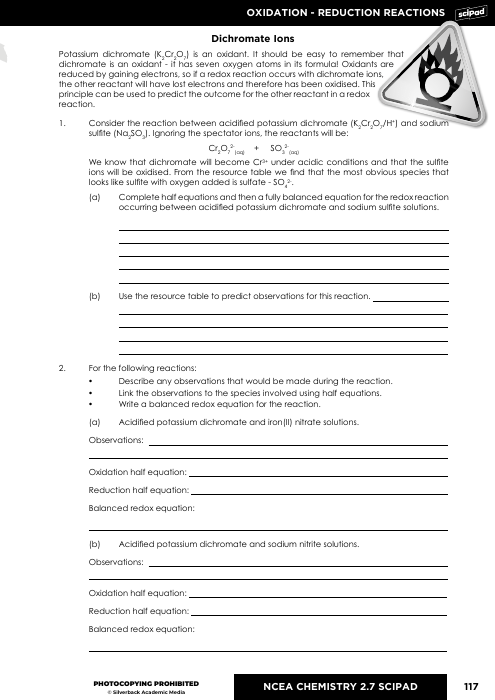 OXIDATION - REDUCTION REACTIONS
scipad
Dichromate Ions
Potassium dichromate (K₂Cr₂O₇) is an oxidant. It should be easy to remember that
dichromate is an oxidant - it has seven oxygen atoms in its formula! Oxidants are
reduced by gaining electrons, so if a redox reaction occurs with dichromate ions,
the other reactant will have lost electrons and therefore been oxidised. This
principle can be used to predict the outcome for the other reactant in a redox
reaction.
1. Consider the reaction between acidified potassium dichromate (K₂Cr₂O₇/H⁺) and sodium
sulfite (Na₂SO₃). Ignoring the spectator ions, the reactants will be:
Cr₂O₇²⁻(aq) + SO₃²⁻(aq)
We know that dichromate will become Cr³⁺ under acidic conditions and that the sulfite
ions will be oxidised. From the resource table we find that the most obvious species that
looks like sulfite with oxygen added is sulfate - SO₄²⁻.
(a) Complete half equations and then a fully balanced equation for the redox reaction
occurring between acidified potassium dichromate and sodium sulfite solutions.
(b) Use the resource table to predict observations for this reaction.
2. For the following reactions:
• Describe any observations that would be made during the reaction.
• Link the observations to the species involved using half equations.
• Write a balanced redox equation for the reaction.
(a) Acidified potassium dichromate and iron(II) nitrate solutions.
Observations:
Oxidation half equation:
Reduction half equation:
Balanced redox equation:
(b) Acidified potassium dichromate and sodium nitrite solutions.
Observations:
Oxidation half equation:
Reduction half equation:
Balanced redox equation:
PHOTOCOPYING PROHIBITED
© Silverback Academic Media
NCEA CHEMISTRY 2.7 SCIPAD
117